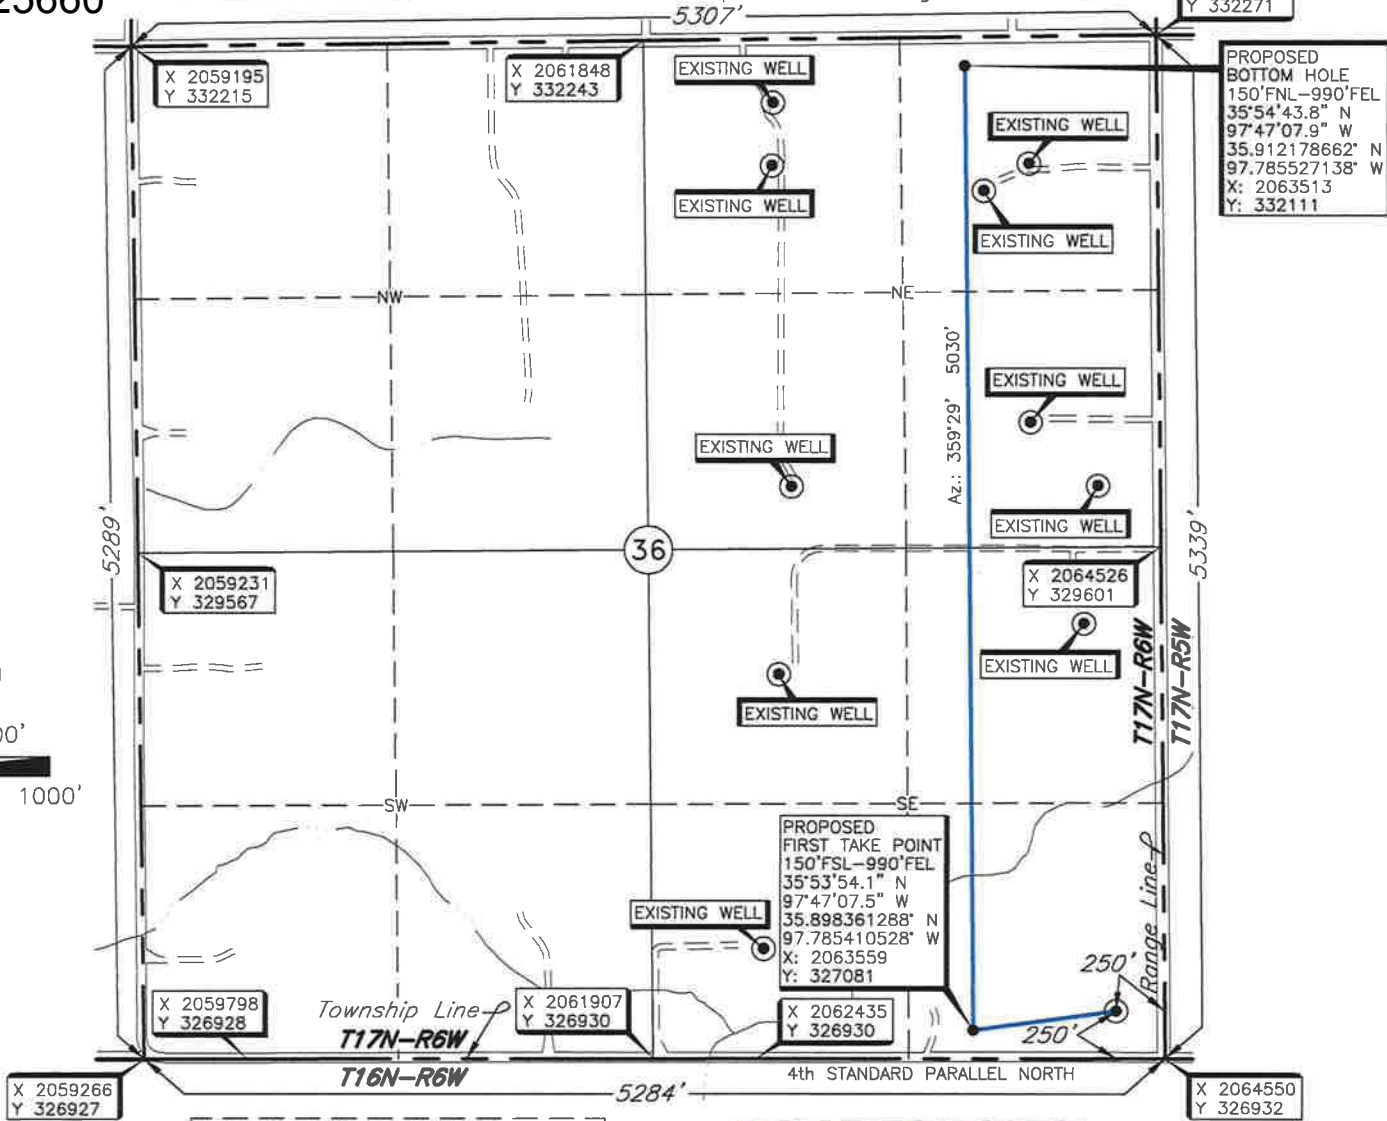 5307'
Y 332271
X 2059195
Y 332215
X 2061848
Y 332243
EXISTING WELL
EXISTING WELL
EXISTING WELL
EXISTING WELL
PROPOSED
BOTTOM HOLE
150'FNL-990'FEL
35°54'43.8" N
97°47'07.9" W
35.912178662° N
97.785527138° W
X: 2063513
Y: 332111
NW
NE
Az.: 359°29' 5030'
EXISTING WELL
EXISTING WELL
EXISTING WELL
5289'
36
5339'
X 2059231
Y 329567
X 2064526
Y 329601
EXISTING WELL
EXISTING WELL
T17N-R6W
T17N-R5W
00'
1000'
SW
SE
PROPOSED
FIRST TAKE POINT
150'FSL-990'FEL
35°53'54.1" N
97°47'07.5" W
35.898361288° N
97.785410528° W
X: 2063559
Y: 327081
EXISTING WELL
Range Line
250'
250'
X 2059798
Y 326928
Township Line
T17N-R6W
T16N-R6W
X 2061907
Y 326930
X 2062435
Y 326930
4th STANDARD PARALLEL NORTH
X 2059266
Y 326927
5284'
X 2064550
Y 326932